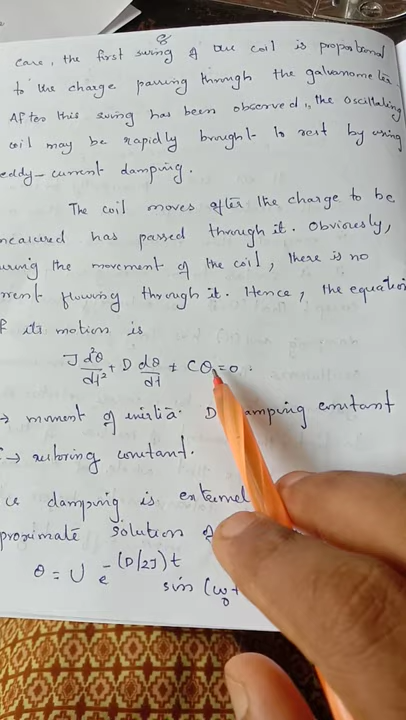 8
case, the first swing of the coil is proportional
to the charge passing through the galvanometer.
After this swing has been observed, the oscillating
coil may be rapidly brought to rest by using
eddy-current damping.
The coil moves after the charge to be
measured has passed through it. Obviously,
during the movement of the coil, there is no
current flowing through it. Hence, the equation
of its motion is
J d²θ/dt² + D dθ/dt + Cθ = 0.
→ moment of inertia. D damping constant
C → restoring constant.
damping is
approximate solution of
θ = U e^-(D/2J)t sin (ω₀t